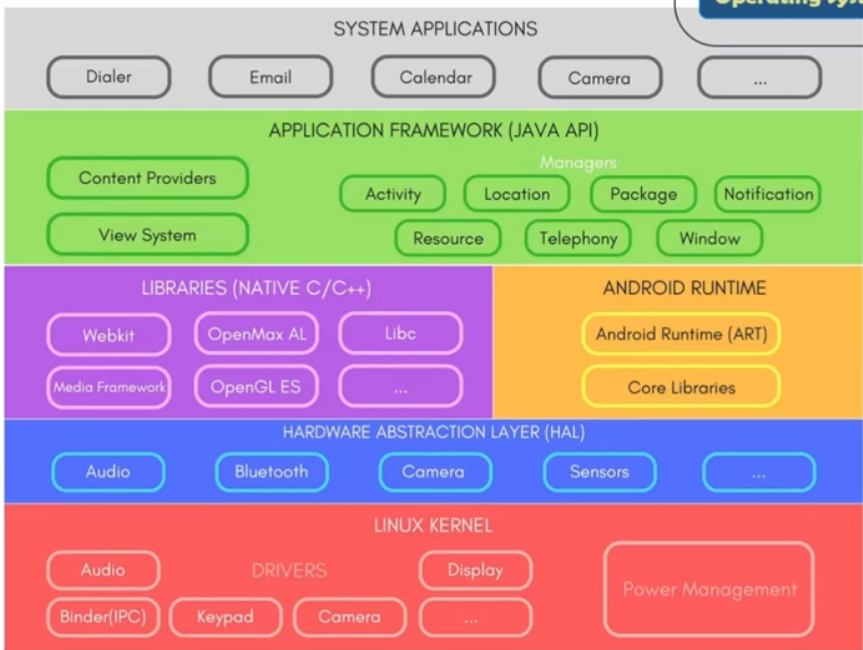 Operating Sys
SYSTEM APPLICATIONS
Dialer
Email
Calendar
Camera
...
APPLICATION FRAMEWORK (JAVA API)
Managers
Content Providers
Activity
Location
Package
Notification
View System
Resource
Telephony
Window
LIBRARIES (NATIVE C/C++)
Webkit
OpenMax AL
Libc
Media Framework
OpenGL ES
...
ANDROID RUNTIME
Android Runtime (ART)
Core Libraries
HARDWARE ABSTRACTION LAYER (HAL)
Audio
Bluetooth
Camera
Sensors
...
LINUX KERNEL
Audio
DRIVERS
Display
Binder(IPC)
Keypad
Camera
...
Power Management